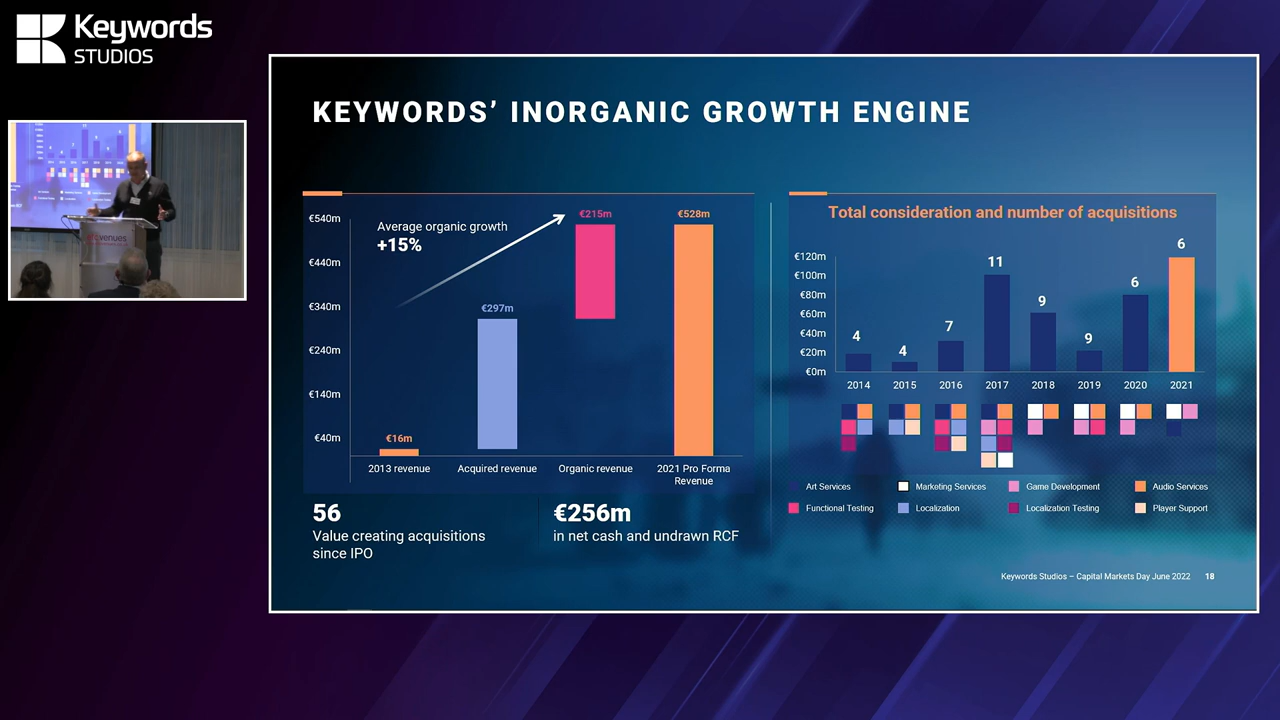 Keywords
STUDIOS
KEYWORDS' INORGANIC GROWTH ENGINE
€540m
€440m
€340m
€240m
€140m
€40m
Average organic growth
+15%
€16m
€297m
€215m
€528m
2013 revenue
Acquired revenue
Organic revenue
2021 Pro Forma
Revenue
56
Value creating acquisitions
since IPO
€256m
in net cash and undrawn RCF
Total consideration and number of acquisitions
€120m
€100m
€80m
€60m
€40m
€20m
€0m
4
4
7
11
9
9
6
6
2014
2015
2016
2017
2018
2019
2020
2021
Art Services
Marketing Services
Game Development
Audio Services
Functional Testing
Localization
Localization Testing
Player Support
Keywords Studios – Capital Markets Day June 2022
18